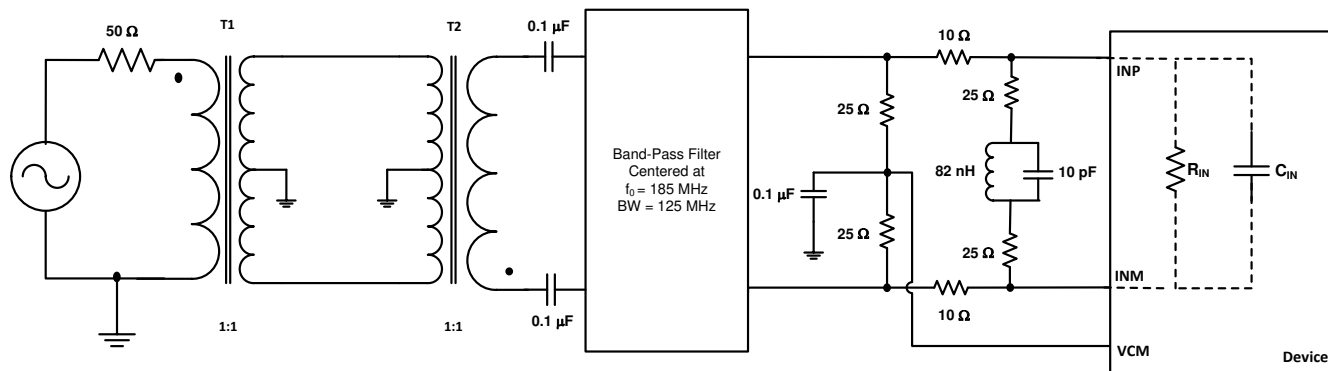 T1
T2
50 Ω
0.1 µF
0.1 µF
1:1
1:1
Band-Pass Filter
Centered at
f₀ = 185 MHz
BW = 125 MHz
25 Ω
0.1 µF
25 Ω
10 Ω
10 Ω
25 Ω
82 nH
10 pF
25 Ω
INP
INM
VCM
R_IN
C_IN
Device